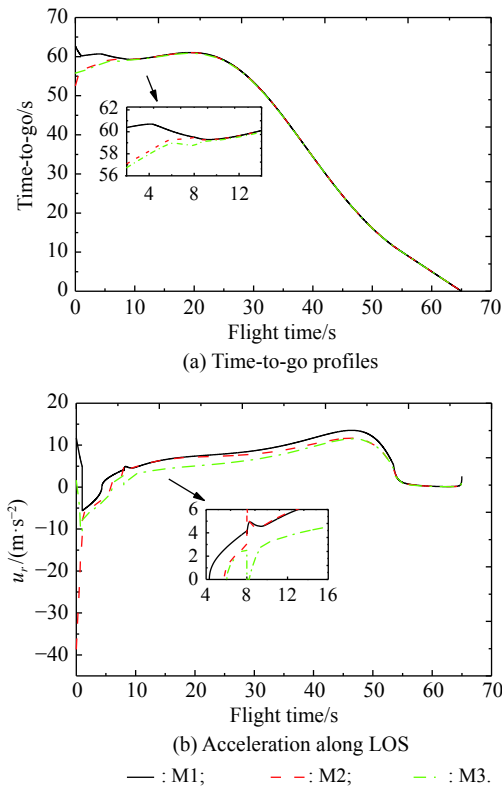 70
60
50
40
30
20
10
0
Time-to-go/s
62
60
58
56
4 8 12
0 10 20 30 40 50 60 70
Flight time/s
(a) Time-to-go profiles
20
10
0
−10
−20
−30
−40
u_r/(m·s⁻²)
6
4
2
0
4 8 12 16
0 10 20 30 40 50 60 70
Flight time/s
(b) Acceleration along LOS
: M1; : M2; : M3.